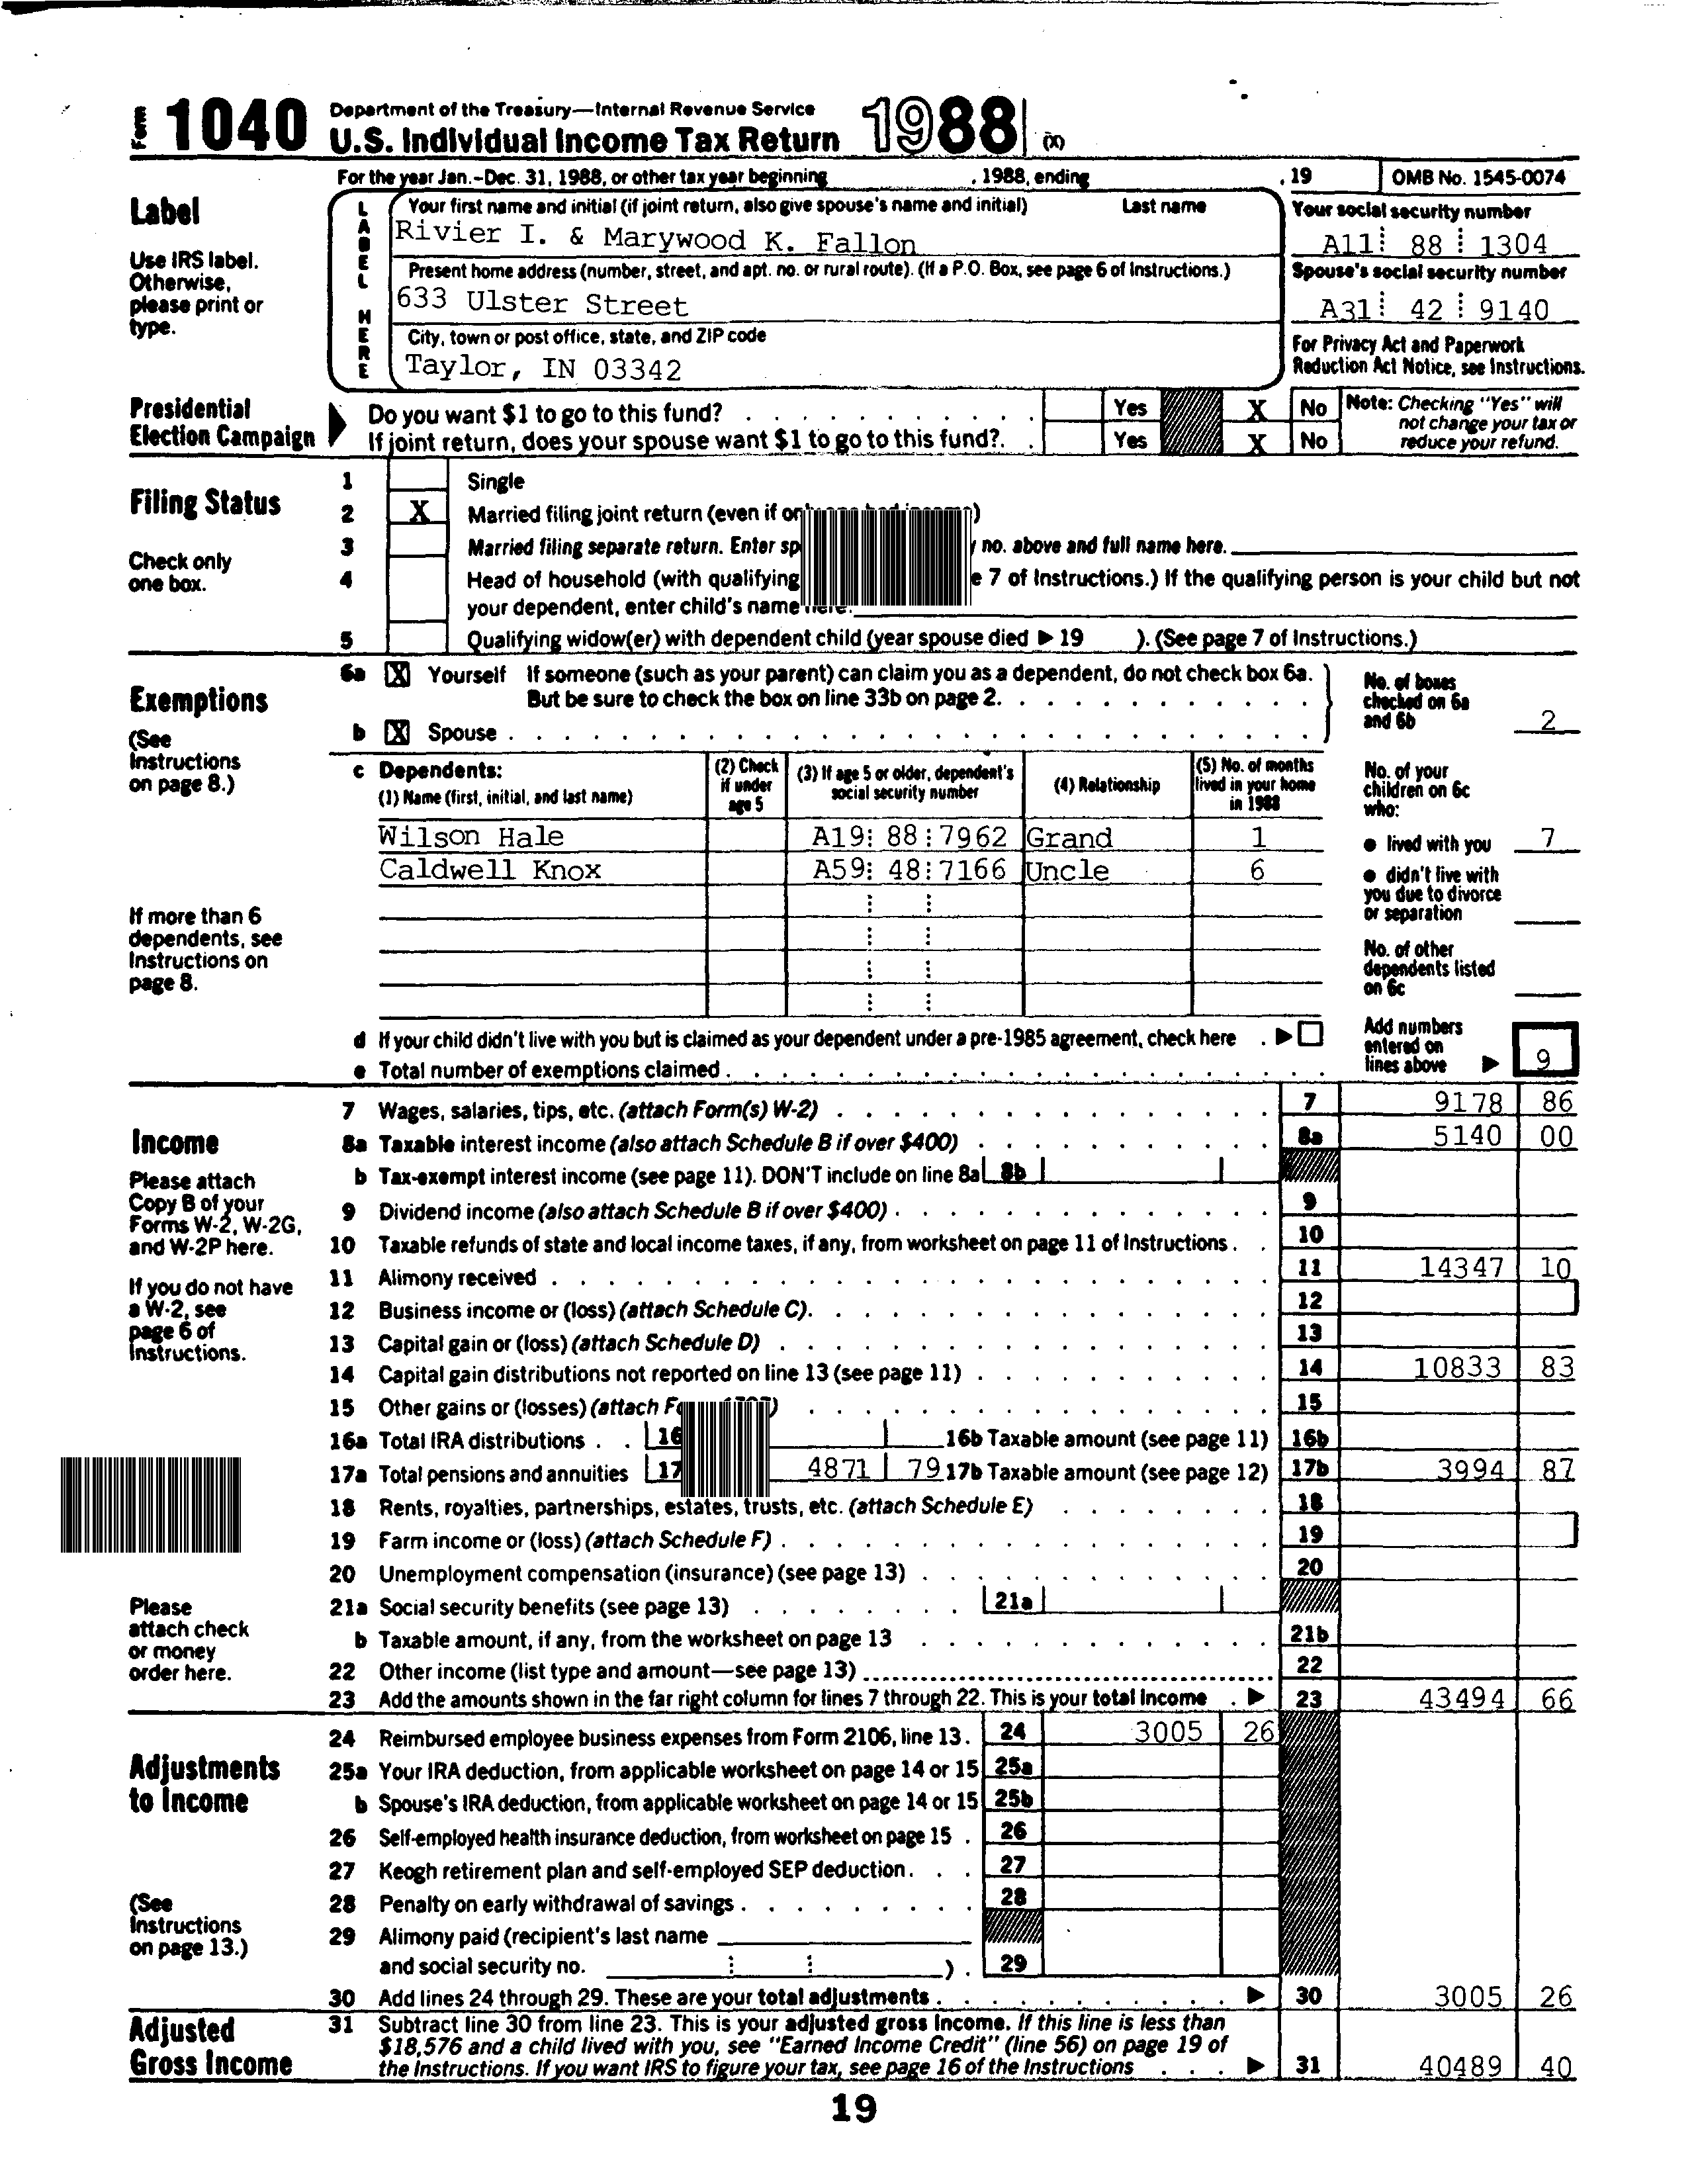 Form 1040 Department of the Treasury—Internal Revenue Service
U.S. Individual Income Tax Return 1988 (X)
For the year Jan.-Dec. 31, 1988, or other tax year beginning , 1988, ending , 19 OMB No. 1545-0074
Label
Use IRS label.
Otherwise,
please print or
type.
LABEL HERE
Your first name and initial (if joint return, also give spouse's name and initial) Last name
Rivier I. & Marywood K. Fallon
Present home address (number, street, and apt. no. or rural route). (If a P.O. Box, see page 6 of Instructions.)
633 Ulster Street
City, town or post office, state, and ZIP code
Taylor, IN 03342
Your social security number
A11 88 1304
Spouse's social security number
A31 42 9140
For Privacy Act and Paperwork
Reduction Act Notice, see Instructions.
Presidential
Election Campaign
Do you want $1 to go to this fund? Yes X No
If joint return, does your spouse want $1 to go to this fund?. Yes X No
Note: Checking "Yes" will
not change your tax or
reduce your refund.
Filing Status
Check only
one box.
1 Single
2 X Married filing joint return (even if
3 Married filing separate return. Enter no. above and full name here.
4 Head of household (with qualifying 7 of Instructions.) If the qualifying person is your child but not
your dependent, enter child's name
5 Qualifying widow(er) with dependent child (year spouse died ▶ 19 ). (See page 7 of Instructions.)
Exemptions
(See
Instructions
on page 8.)
If more than 6
dependents, see
Instructions on
page 8.
6a X Yourself If someone (such as your parent) can claim you as a dependent, do not check box 6a.
But be sure to check the box on line 33b on page 2.
b X Spouse
No. of boxes
checked on 6a
and 6b 2
c Dependents:
(1) Name (first, initial, and last name)
(2) Check
if under
age 5
(3) If age 5 or older, dependent's
social security number
(4) Relationship
(5) No. of months
lived in your home
in 1988
Wilson Hale A19 88 7962 Grand 1
Caldwell Knox A59 48 7166 Uncle 6
No. of your
children on 6c
who:
● lived with you 7
● didn't live with
you due to divorce
or separation
No. of other
dependents listed
on 6c
d If your child didn't live with you but is claimed as your dependent under a pre-1985 agreement, check here ▶
e Total number of exemptions claimed
Add numbers
entered on
lines above ▶ 9
Income
Please attach
Copy B of your
Forms W-2, W-2G,
and W-2P here.
If you do not have
a W-2, see
page 6 of
Instructions.
Please
attach check
or money
order here.
7 Wages, salaries, tips, etc. (attach Form(s) W-2) 7 9178 86
8a Taxable interest income (also attach Schedule B if over $400) 8a 5140 00
b Tax-exempt interest income (see page 11). DON'T include on line 8a 8b
9 Dividend income (also attach Schedule B if over $400) 9
10 Taxable refunds of state and local income taxes, if any, from worksheet on page 11 of Instructions. 10
11 Alimony received 11 14347 10
12 Business income or (loss) (attach Schedule C). 12
13 Capital gain or (loss) (attach Schedule D) 13
14 Capital gain distributions not reported on line 13 (see page 11) 14 10833 83
15 Other gains or (losses) (attach 15
16a Total IRA distributions 16b Taxable amount (see page 11) 16b
17a Total pensions and annuities 4871 79 17b Taxable amount (see page 12) 17b 3994 87
18 Rents, royalties, partnerships, estates, trusts, etc. (attach Schedule E) 18
19 Farm income or (loss) (attach Schedule F) 19
20 Unemployment compensation (insurance) (see page 13) 20
21a Social security benefits (see page 13) 21a
b Taxable amount, if any, from the worksheet on page 13 21b
22 Other income (list type and amount—see page 13) 22
23 Add the amounts shown in the far right column for lines 7 through 22. This is your total income ▶ 23 43494 66
Adjustments
to Income
(See
Instructions
on page 13.)
24 Reimbursed employee business expenses from Form 2106, line 13. 24 3005 26
25a Your IRA deduction, from applicable worksheet on page 14 or 15 25a
b Spouse's IRA deduction, from applicable worksheet on page 14 or 15 25b
26 Self-employed health insurance deduction, from worksheet on page 15 26
27 Keogh retirement plan and self-employed SEP deduction 27
28 Penalty on early withdrawal of savings 28
29 Alimony paid (recipient's last name
and social security no. ) 29
30 Add lines 24 through 29. These are your total adjustments ▶ 30 3005 26
Adjusted
Gross Income
31 Subtract line 30 from line 23. This is your adjusted gross income. If this line is less than
$18,576 and a child lived with you, see "Earned Income Credit" (line 56) on page 19 of
the Instructions. If you want IRS to figure your tax, see page 16 of the Instructions ▶ 31 40489 40
19